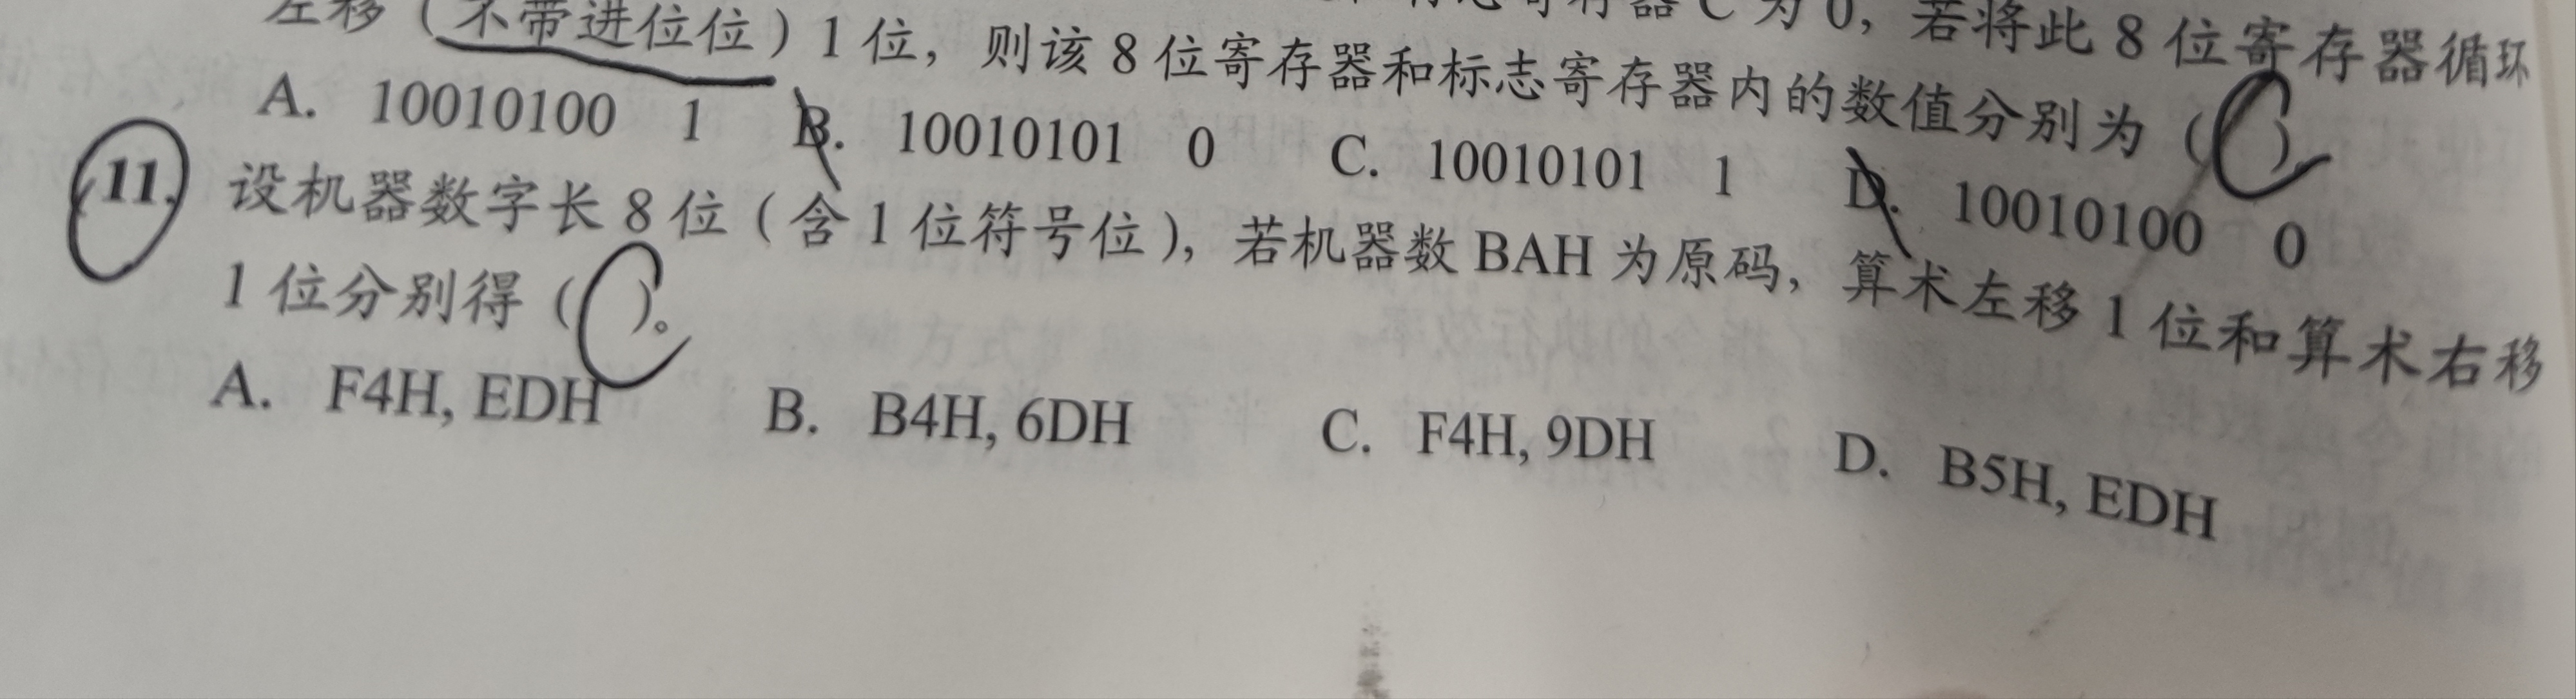 左移（不带进位位）1 位，则该 8 位寄存器和标志寄存器内的数值分别为（C）
标志寄存器 C 为 0，若将此 8 位寄存器循环
A. 10010100 1 B. 10010101 0 C. 10010101 1 D. 10010100 0
11. 设机器数字长 8 位（含 1 位符号位），若机器数 BAH 为原码，算术左移 1 位和算术右移
1 位分别得（C）。
A. F4H, EDH B. B4H, 6DH C. F4H, 9DH D. B5H, EDH